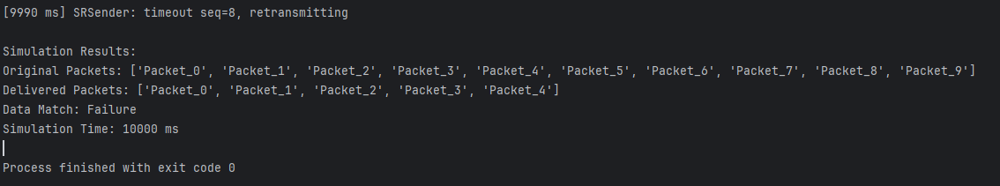 [9990 ms] SRSender: timeout seq=8, retransmitting
Simulation Results:
Original Packets: ['Packet_0', 'Packet_1', 'Packet_2', 'Packet_3', 'Packet_4', 'Packet_5', 'Packet_6', 'Packet_7', 'Packet_8', 'Packet_9']
Delivered Packets: ['Packet_0', 'Packet_1', 'Packet_2', 'Packet_3', 'Packet_4']
Data Match: Failure
Simulation Time: 10000 ms
Process finished with exit code 0